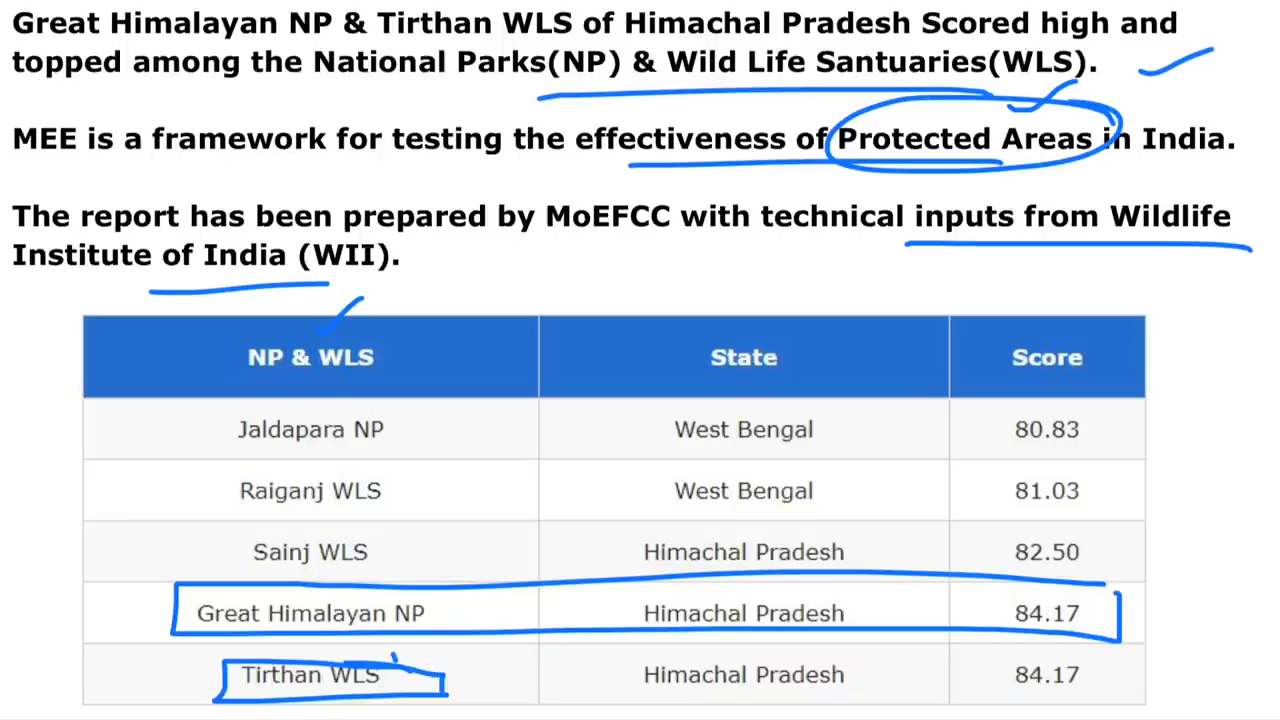 Great Himalayan NP & Tirthan WLS of Himachal Pradesh Scored high and
topped among the National Parks(NP) & Wild Life Santuaries(WLS).
MEE is a framework for testing the effectiveness of Protected Areas in India.
The report has been prepared by MoEFCC with technical inputs from Wildlife
Institute of India (WII).
NP & WLS State Score
Jaldapara NP West Bengal 80.83
Raiganj WLS West Bengal 81.03
Sainj WLS Himachal Pradesh 82.50
Great Himalayan NP Himachal Pradesh 84.17
Tirthan WLS Himachal Pradesh 84.17